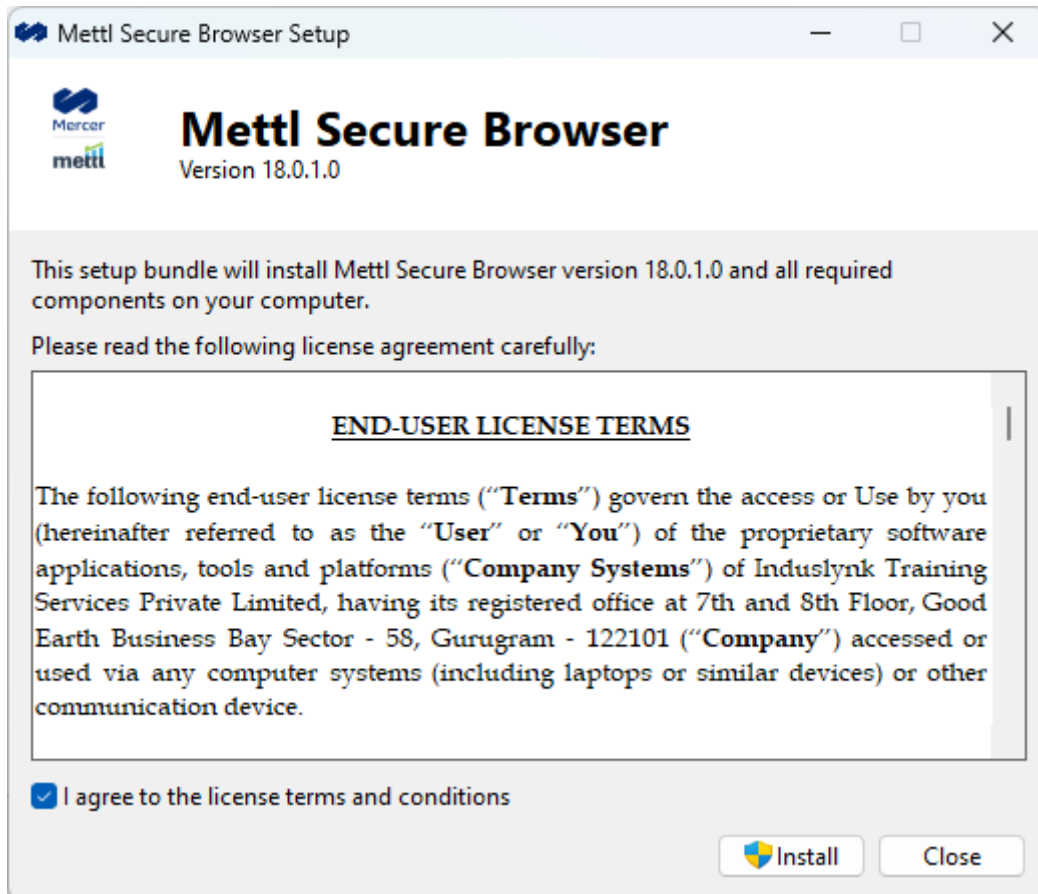 Mettl Secure Browser Setup
Mercer
mettl
Mettl Secure Browser
Version 18.0.1.0
This setup bundle will install Mettl Secure Browser version 18.0.1.0 and all required
components on your computer.
Please read the following license agreement carefully:
END-USER LICENSE TERMS
The following end-user license terms (“Terms”) govern the access or Use by you
(hereinafter referred to as the “User” or “You”) of the proprietary software
applications, tools and platforms (“Company Systems”) of Induslynk Training
Services Private Limited, having its registered office at 7th and 8th Floor, Good
Earth Business Bay Sector - 58, Gurugram - 122101 (“Company”) accessed or
used via any computer systems (including laptops or similar devices) or other
communication device.
I agree to the license terms and conditions
Install
Close